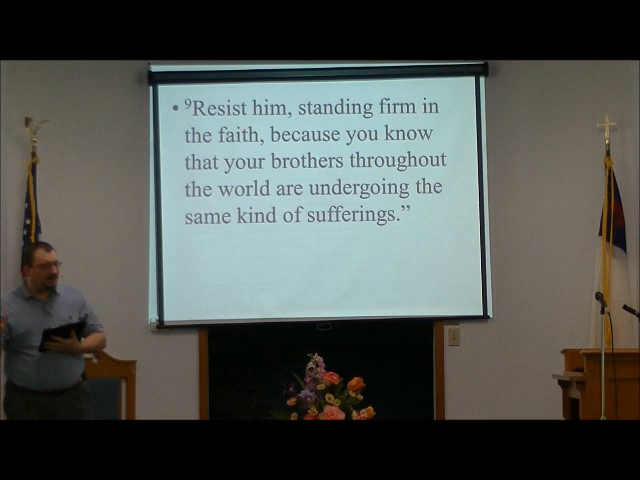 • ⁹Resist him, standing firm in
the faith, because you know
that your brothers throughout
the world are undergoing the
same kind of sufferings.”